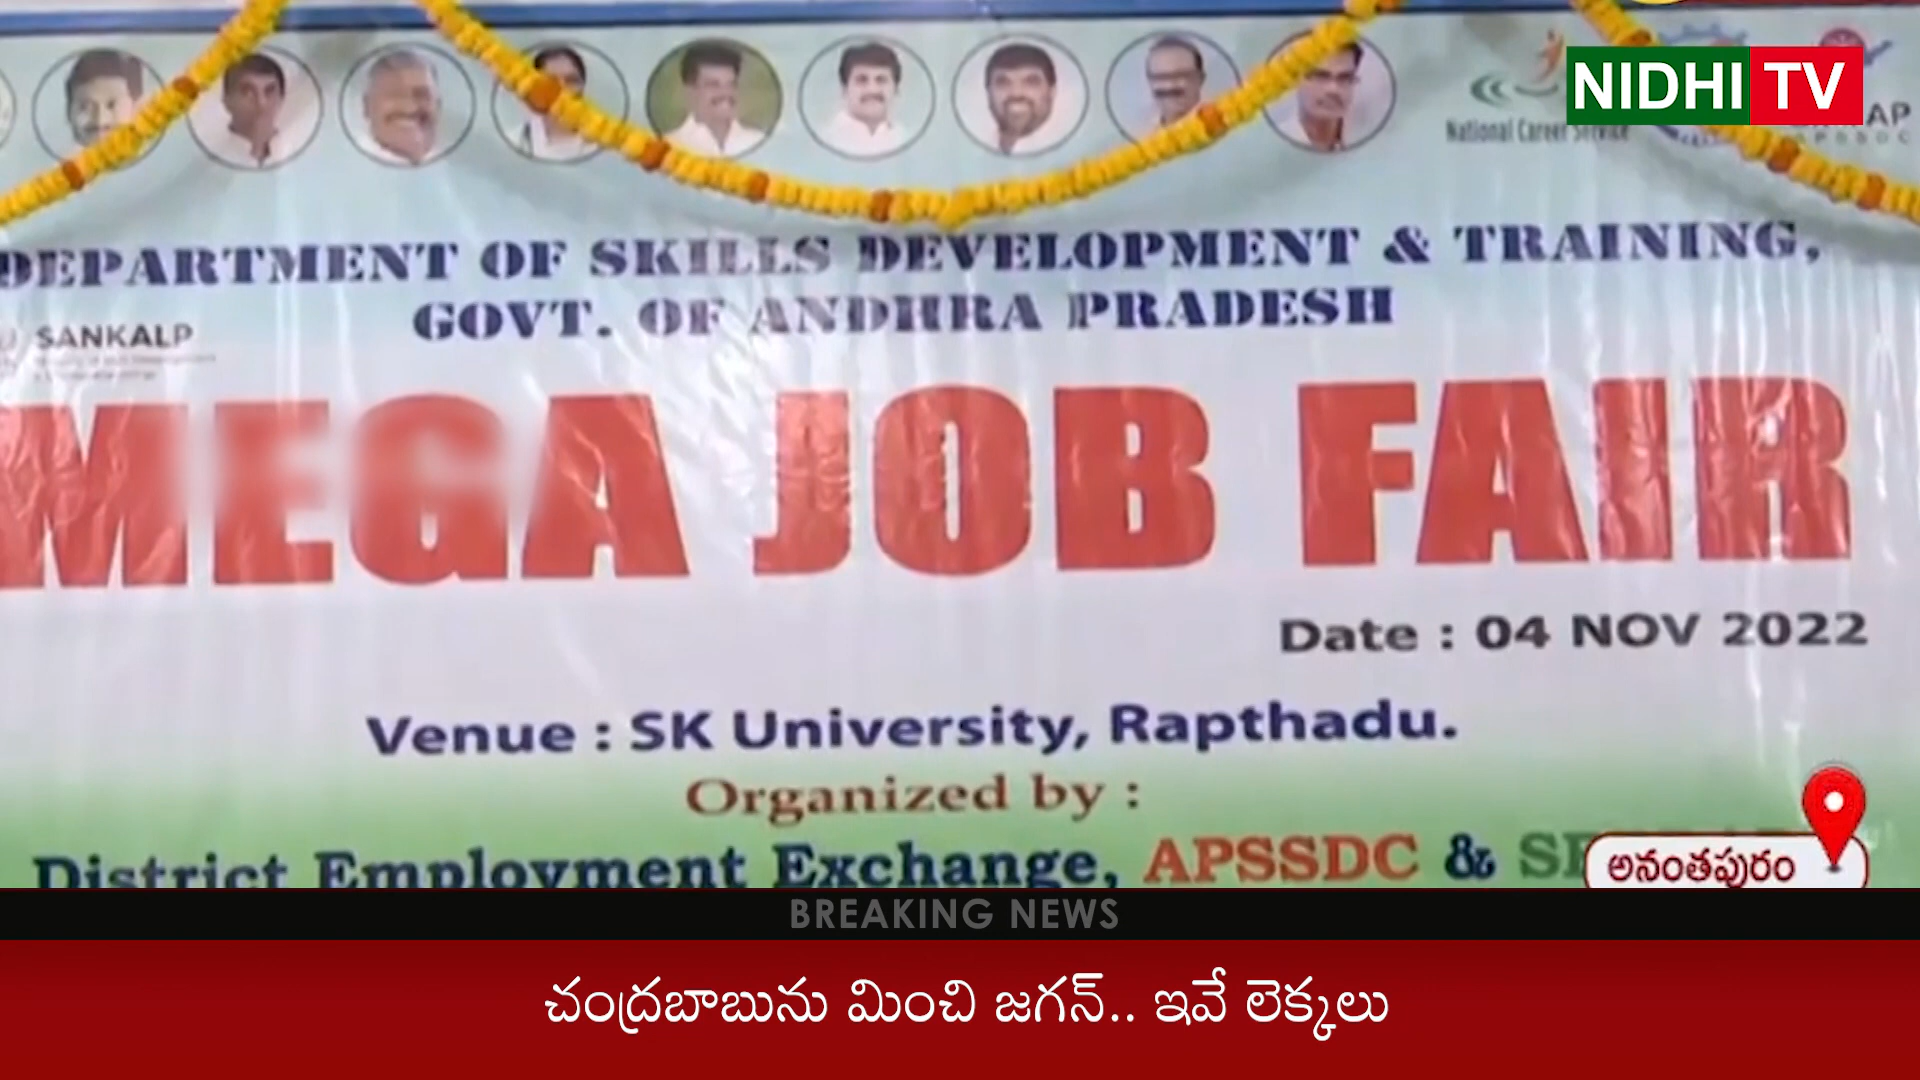 NIDHI TV
National Career Service
AP
APSSDC
DEPARTMENT OF SKILLS DEVELOPMENT & TRAINING,
GOVT. OF ANDHRA PRADESH
SANKALP
MEGA JOB FAIR
Date : 04 NOV 2022
Venue : SK University, Rapthadu.
Organized by :
District Employment Exchange, APSSDC &
అనంతపురం
BREAKING NEWS
చంద్రబాబును మించి జగన్.. ఇవే లెక్కలు